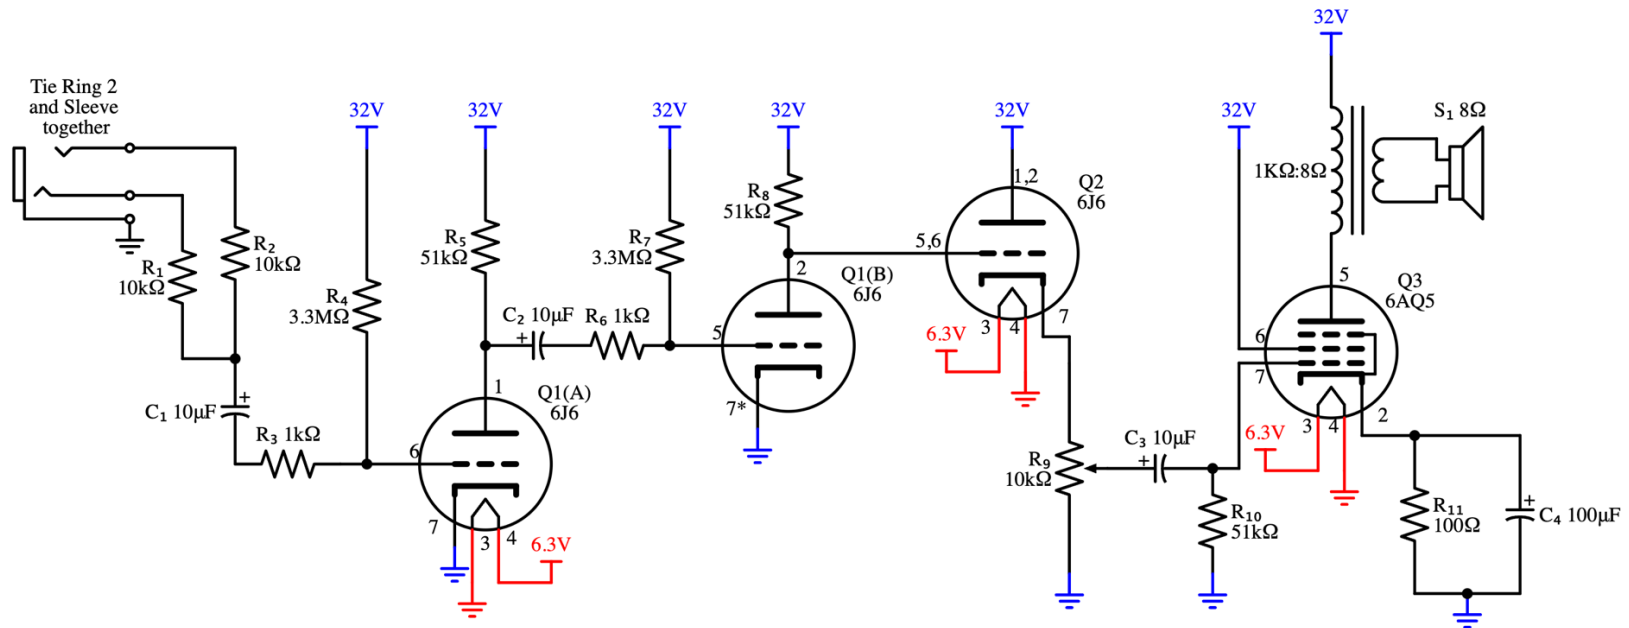 Tie Ring 2
and Sleeve
together
R₁
10kΩ
R₂
10kΩ
C₁ 10µF
+
R₃ 1kΩ
32V
R₄
3.3MΩ
32V
R₅
51kΩ
1
Q1(A)
6J6
6
7
3
4
6.3V
C₂ 10µF
+
R₆ 1kΩ
32V
R₇
3.3MΩ
32V
R₈
51kΩ
2
Q1(B)
6J6
5
7*
32V
1,2
Q2
6J6
5,6
6.3V
3
4
7
R₉
10kΩ
C₃ 10µF
+
R₁₀
51kΩ
32V
32V
1KΩ:8Ω
S₁ 8Ω
5
Q3
6AQ5
6
7
6.3V
3
4
2
R₁₁
100Ω
+
C₄ 100µF